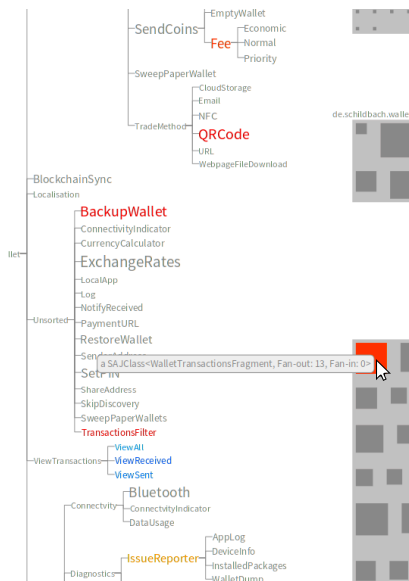 EmptyWallet
SendCoins
Economic
Fee
Normal
Priority
SweepPaperWallet
CloudStorage
Email
NFC
de.schildbach.walle
TradeMethod
QRCode
URL
WebpageFileDownload
BlockchainSync
Localisation
BackupWallet
ConnectivityIndicator
CurrencyCalculator
llet
ExchangeRates
LocalApp
Log
NotifyReceived
Unsorted
PaymentURL
RestoreWallet
a SAJClass<WalletTransactionsFragment, Fan-out: 13, Fan-in: 0>
SetPIN
ShareAddress
SkipDiscovery
SweepPaperWallets
TransactionsFilter
ViewAll
ViewTransactions
ViewReceived
ViewSent
Bluetooth
Connectvity
ConnectvityIndicator
DataUsage
AppLog
DeviceInfo
IssueReporter
InstalledPackages
Diagnostics
WalletDump